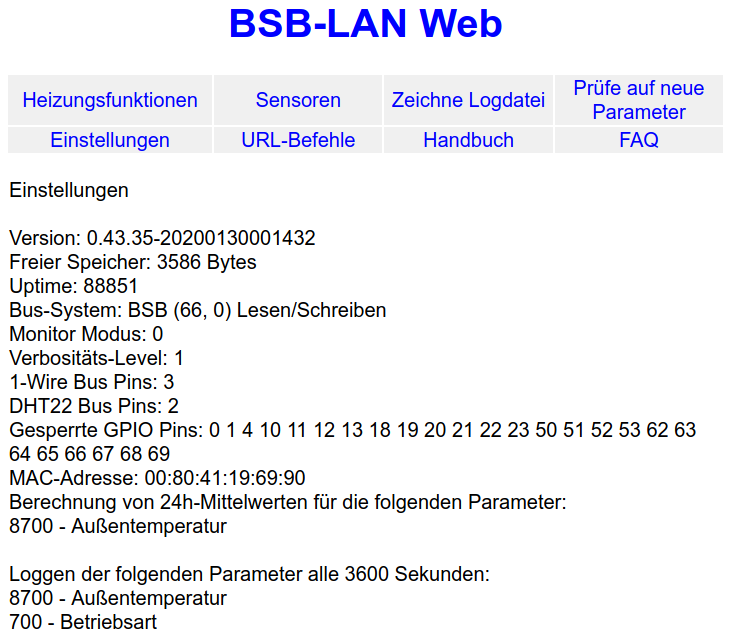 BSB-LAN Web
Heizungsfunktionen Sensoren Zeichne Logdatei Prüfe auf neue Parameter
Einstellungen URL-Befehle Handbuch FAQ
Einstellungen
Version: 0.43.35-20200130001432
Freier Speicher: 3586 Bytes
Uptime: 88851
Bus-System: BSB (66, 0) Lesen/Schreiben
Monitor Modus: 0
Verbositäts-Level: 1
1-Wire Bus Pins: 3
DHT22 Bus Pins: 2
Gesperrte GPIO Pins: 0 1 4 10 11 12 13 18 19 20 21 22 23 50 51 52 53 62 63
64 65 66 67 68 69
MAC-Adresse: 00:80:41:19:69:90
Berechnung von 24h-Mittelwerten für die folgenden Parameter:
8700 - Außentemperatur
Loggen der folgenden Parameter alle 3600 Sekunden:
8700 - Außentemperatur
700 - Betriebsart